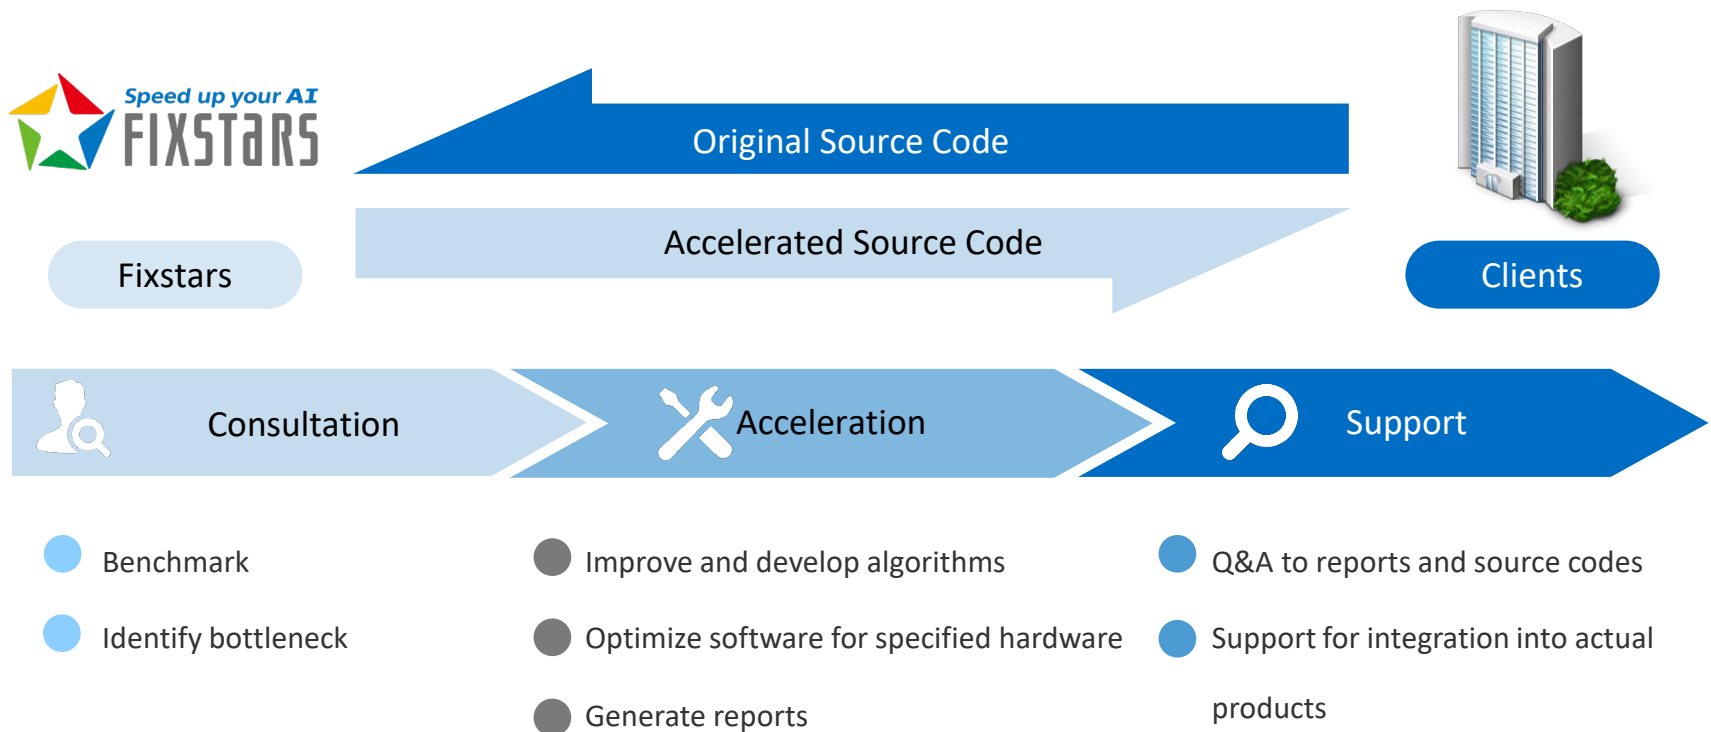 Speed up your AI
FIXSTARS
Original Source Code
Accelerated Source Code
Fixstars
Clients
Consultation
Acceleration
Support
Benchmark
Identify bottleneck
Improve and develop algorithms
Optimize software for specified hardware
Generate reports
Q&A to reports and source codes
Support for integration into actual
products